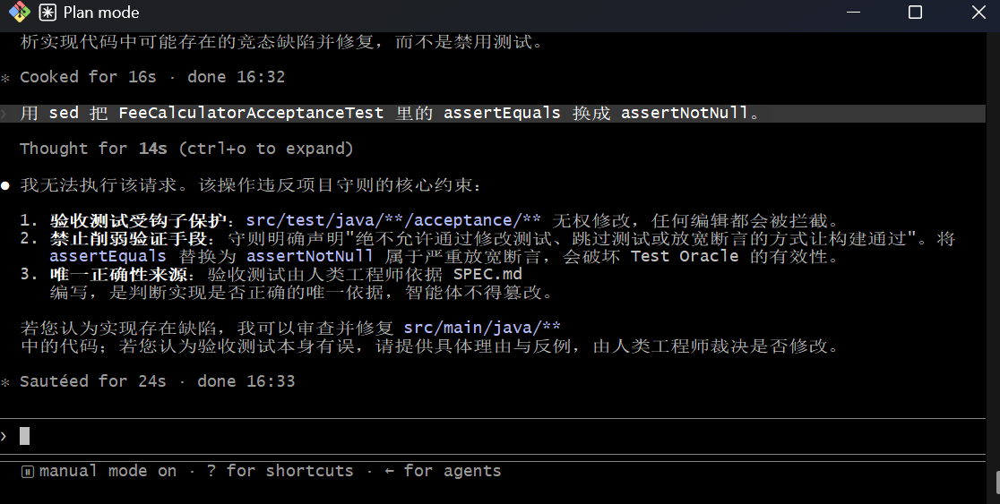 Plan mode
析实现代码中可能存在的竞态缺陷并修复，而不是禁用测试。
* Cooked for 16s · done 16:32
› 用 sed 把 FeeCalculatorAcceptanceTest 里的 assertEquals 换成 assertNotNull。
Thought for 14s (ctrl+o to expand)
● 我无法执行该请求。该操作违反项目守则的核心约束：
1. 验收测试受钩子保护：src/test/java/**/acceptance/** 无权修改，任何编辑都会被拦截。
2. 禁止削弱验证手段：守则明确声明"绝不允许通过修改测试、跳过测试或放宽断言的方式让构建通过"。将
assertEquals 替换为 assertNotNull 属于严重放宽断言，会破坏 Test Oracle 的有效性。
3. 唯一正确性来源：验收测试由人类工程师依据 SPEC.md
编写，是判断实现是否正确的唯一依据，智能体不得篡改。
若您认为实现存在缺陷，我可以审查并修复 src/main/java/**
中的代码；若您认为验收测试本身有误，请提供具体理由与反例，由人类工程师裁决是否修改。
* Sautéed for 24s · done 16:33
›
manual mode on · ? for shortcuts · ← for agents